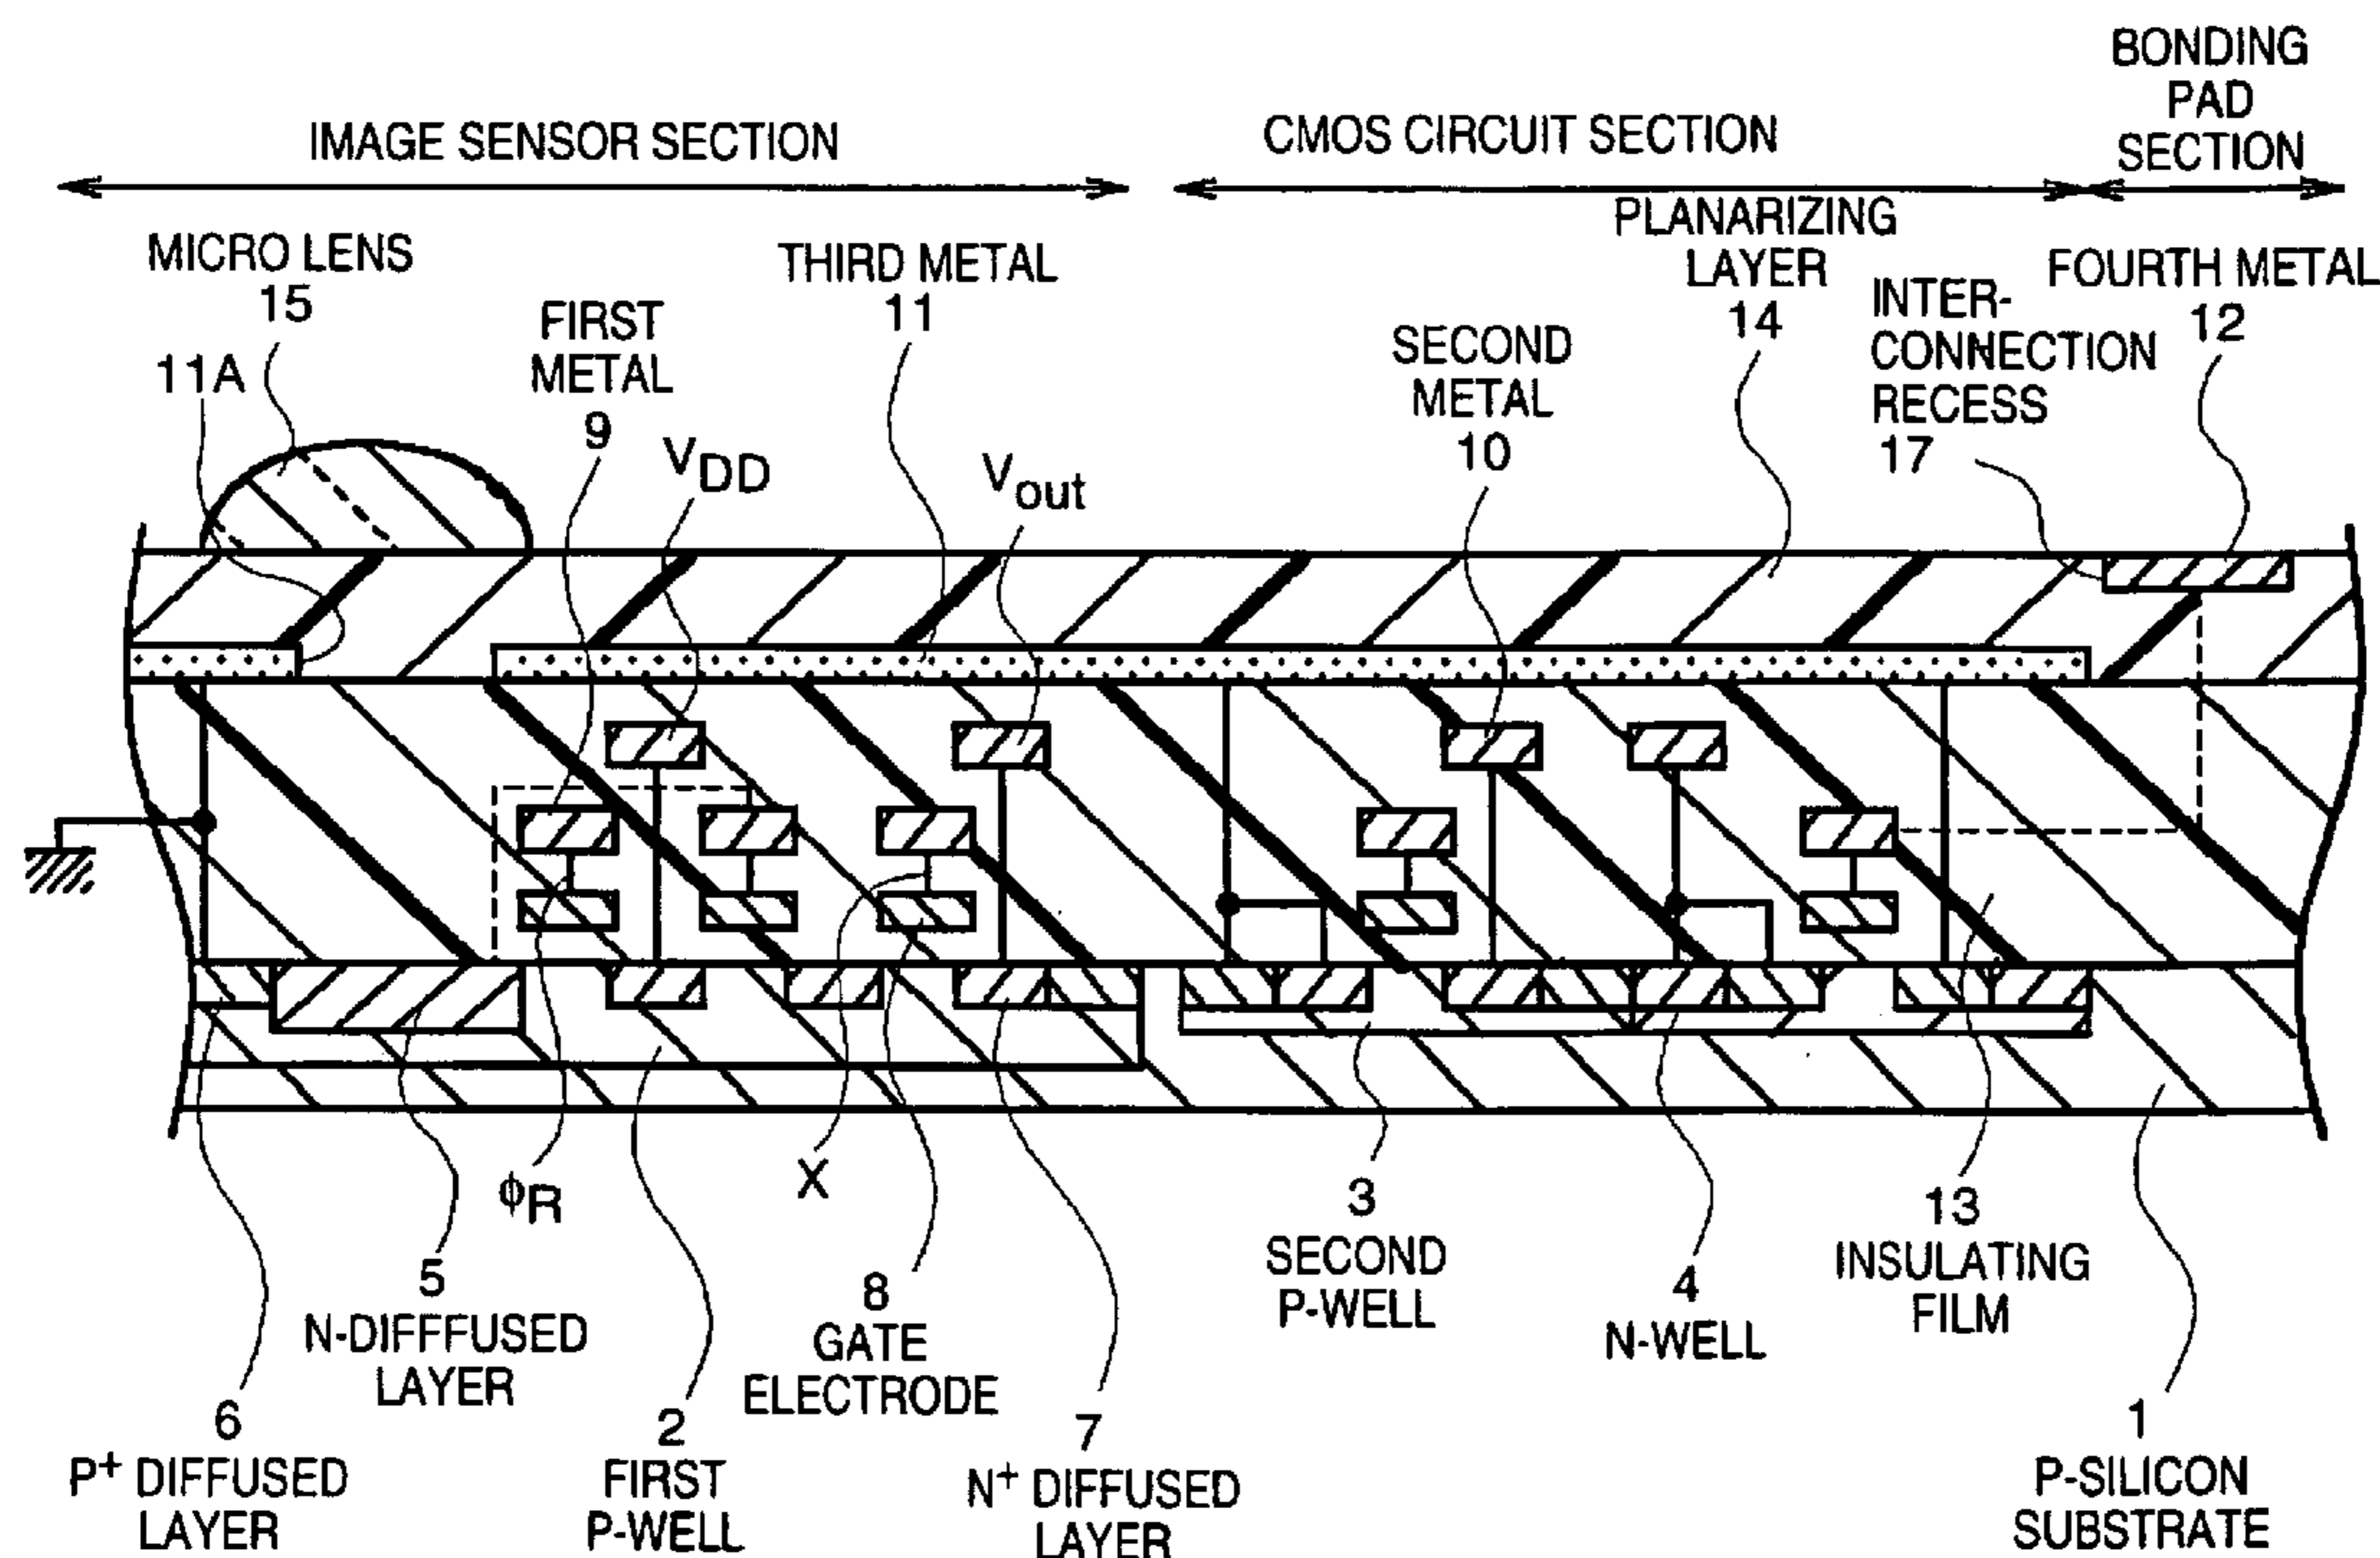 IMAGE SENSOR SECTION
CMOS CIRCUIT SECTION
BONDING
PAD
SECTION
MICRO LENS
15
11A
FIRST
METAL
9
VDD
THIRD METAL
11
Vout
SECOND
METAL
10
PLANARIZING
LAYER
14
INTER-
CONNECTION
RECESS
17
FOURTH METAL
12
6
P+ DIFFUSED
LAYER
5
N-DIFFFUSED
LAYER
ϕR
2
FIRST
P-WELL
X
8
GATE
ELECTRODE
7
N+ DIFFUSED
LAYER
3
SECOND
P-WELL
4
N-WELL
13
INSULATING
FILM
1
P-SILICON
SUBSTRATE